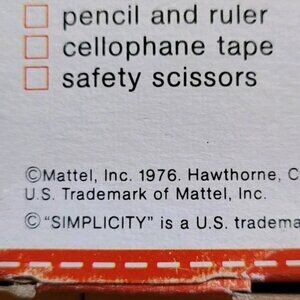 pencil and ruler
cellophane tape
safety scissors
©Mattel, Inc. 1976. Hawthorne, C
U.S. Trademark of Mattel, Inc.
©"SIMPLICITY" is a U.S. tradema